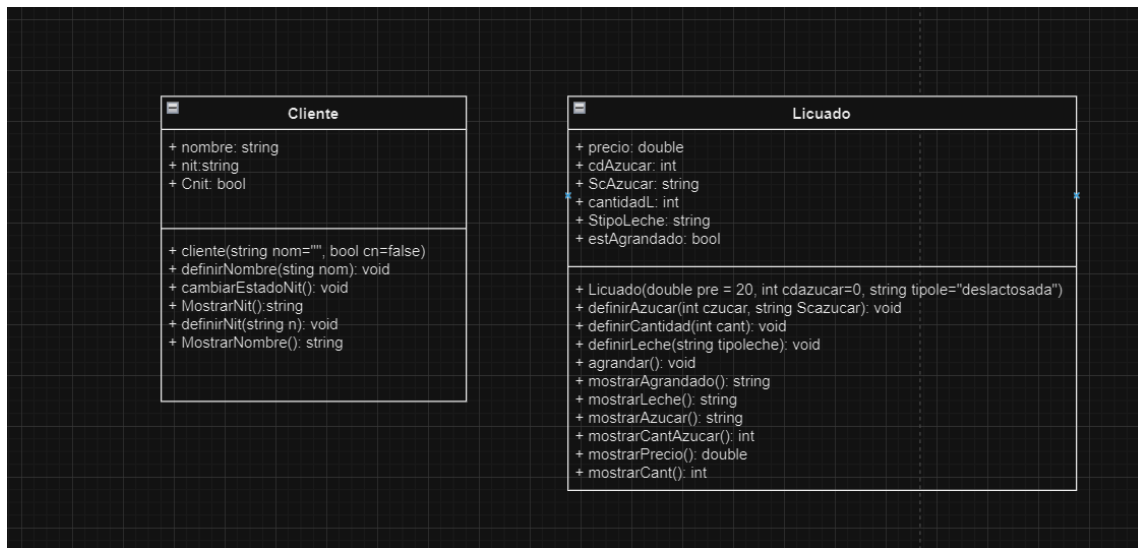 Cliente
+ nombre: string
+ nit:string
+ Cnit: bool
+ cliente(string nom="", bool cn=false)
+ definirNombre(sting nom): void
+ cambiarEstadoNit(): void
+ MostrarNit():string
+ definirNit(string n): void
+ MostrarNombre(): string
Licuado
+ precio: double
+ cdAzucar: int
+ ScAzucar: string
+ cantidadL: int
+ StipoLeche: string
+ estAgrandado: bool
+ Licuado(double pre = 20, int cdazucar=0, string tipole="deslactosada")
+ definirAzucar(int czucar, string Scazucar): void
+ definirCantidad(int cant): void
+ definirLeche(string tipoleche): void
+ agrandar(): void
+ mostrarAgrandado(): string
+ mostrarLeche(): string
+ mostrarAzucar(): string
+ mostrarCantAzucar(): int
+ mostrarPrecio(): double
+ mostrarCant(): int